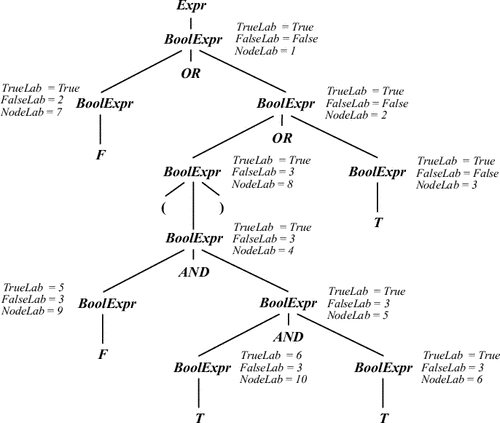 Expr
BoolExpr
TrueLab = True
FalseLab = False
NodeLab = 1
OR
TrueLab = True
FalseLab = 2
NodeLab = 7
BoolExpr
F
BoolExpr
TrueLab = True
FalseLab = False
NodeLab = 2
OR
BoolExpr
TrueLab = True
FalseLab = 3
NodeLab = 8
( )
BoolExpr
TrueLab = True
FalseLab = False
NodeLab = 3
T
BoolExpr
TrueLab = True
FalseLab = 3
NodeLab = 4
AND
TrueLab = 5
FalseLab = 3
NodeLab = 9
BoolExpr
F
BoolExpr
TrueLab = True
FalseLab = 3
NodeLab = 5
AND
BoolExpr
TrueLab = 6
FalseLab = 3
NodeLab = 10
T
BoolExpr
TrueLab = True
FalseLab = 3
NodeLab = 6
T